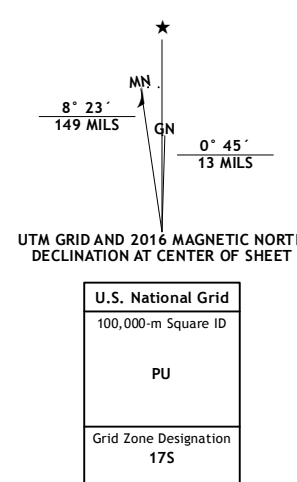 ★
MN
8° 23´
149 MILS
GN
0° 45´
13 MILS
UTM GRID AND 2016 MAGNETIC NORTH
DECLINATION AT CENTER OF SHEET
U.S. National Grid
100,000-m Square ID
PU
Grid Zone Designation
17S